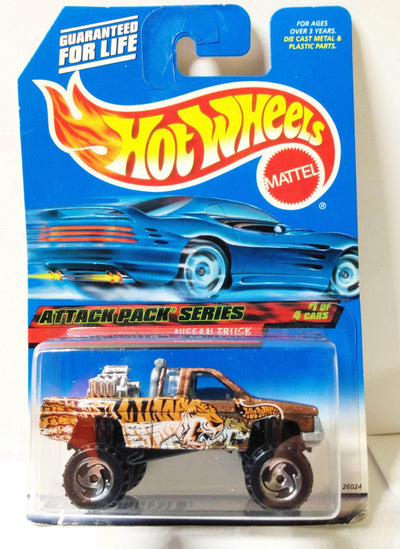 GUARANTEED
FOR LIFE
FOR AGES
OVER 3 YEARS.
DIE CAST METAL &
PLASTIC PARTS.
HOT WHEELS
MATTEL
®
ATTACK PACK SERIES
#1 OF
4 CARS
NISSAN TRUCK
26024